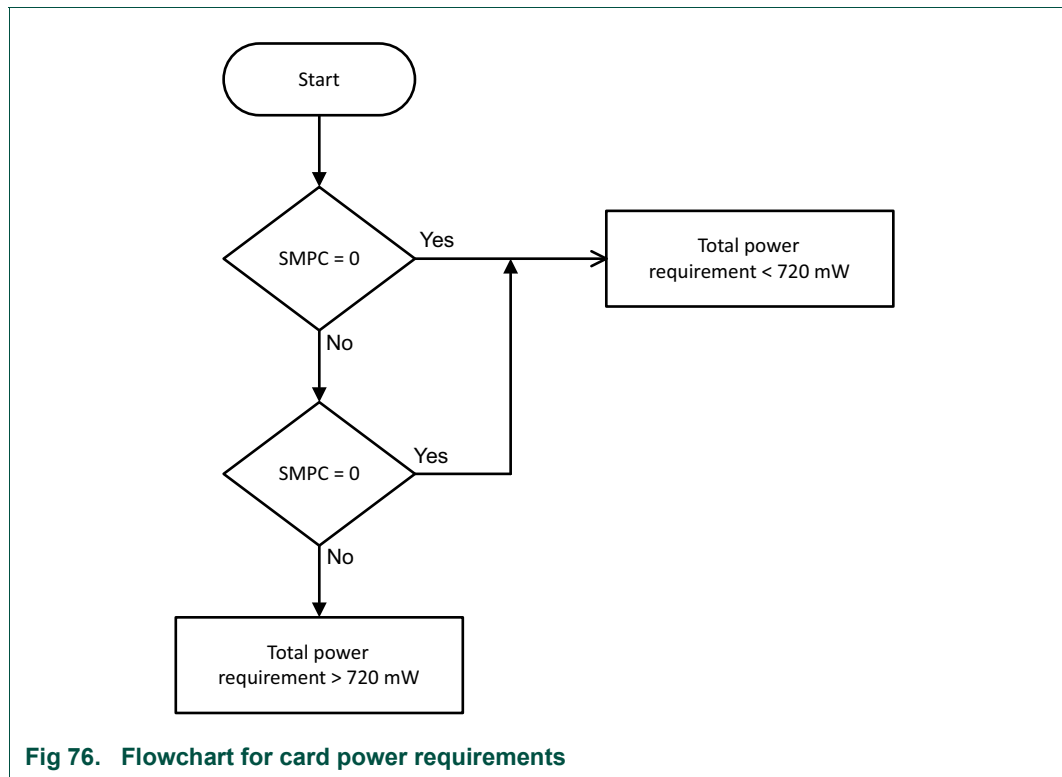 Start
SMPC = 0
Yes
Total power
requirement < 720 mW
No
SMPC = 0
Yes
No
Total power
requirement > 720 mW
Fig 76. Flowchart for card power requirements